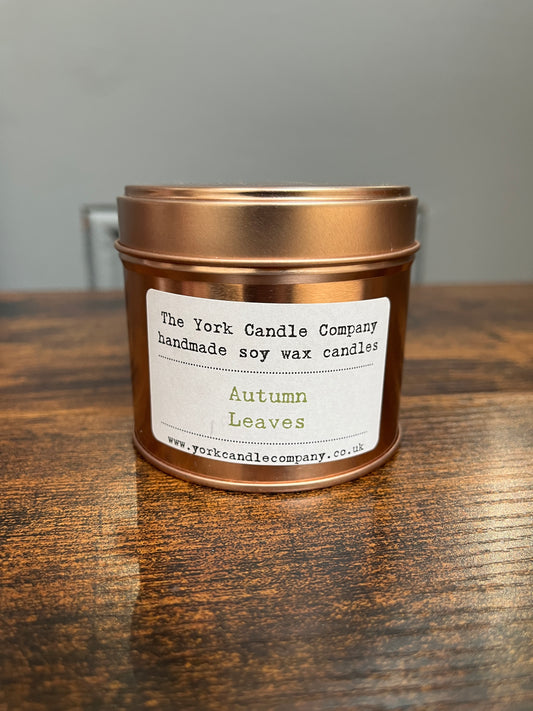 The York Candle Company
handmade soy wax candles
Autumn
Leaves
www.yorkcandlecompany.co.uk